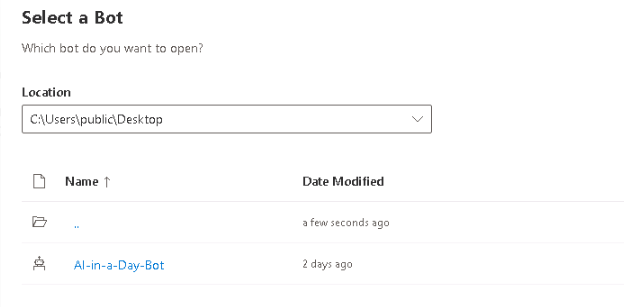 Select a Bot
Which bot do you want to open?
Location
C:\Users\public\Desktop
Name ↑ Date Modified
.. a few seconds ago
AI-in-a-Day-Bot 2 days ago